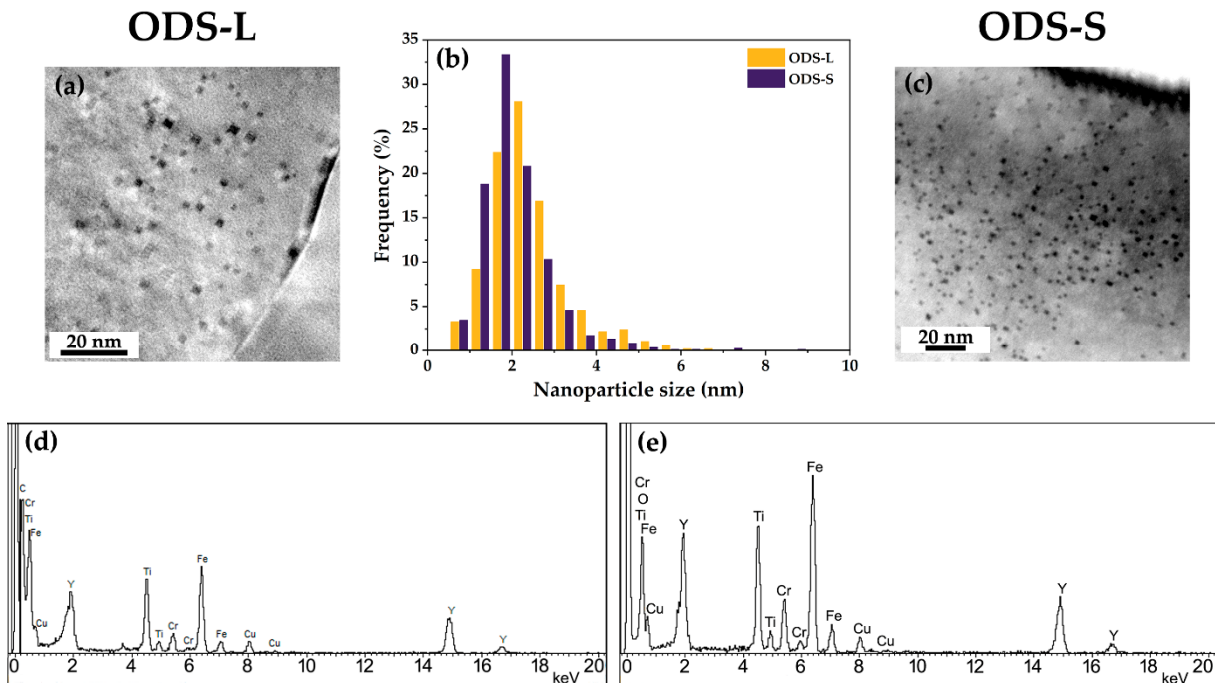 ODS-L
ODS-S
(a)
20 nm
(b)
ODS-L
ODS-S
Frequency (%)
35
30
25
20
15
10
5
0
0 2 4 6 8 10
Nanoparticle size (nm)
(c)
20 nm
(d)
C
Cr
Ti
Fe
Cu
Y
Ti
Ti
Cr
Cr
Fe
Fe
Cu
Cu
Y
Y
0 2 4 6 8 10 12 14 16 18 20
keV
(e)
Cr
O
Ti
Fe
Cu
Y
Ti
Ti
Cr
Cr
Fe
Fe
Cu
Cu
Y
Y
0 2 4 6 8 10 12 14 16 18 20
keV